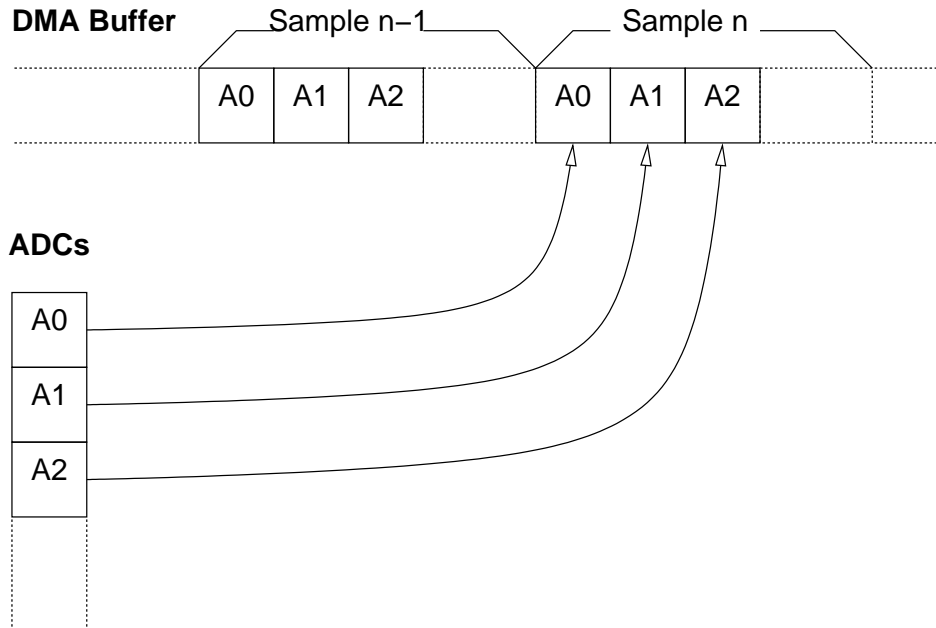 DMA Buffer
Sample n−1
Sample n
A0 A1 A2 A0 A1 A2
ADCs
A0
A1
A2